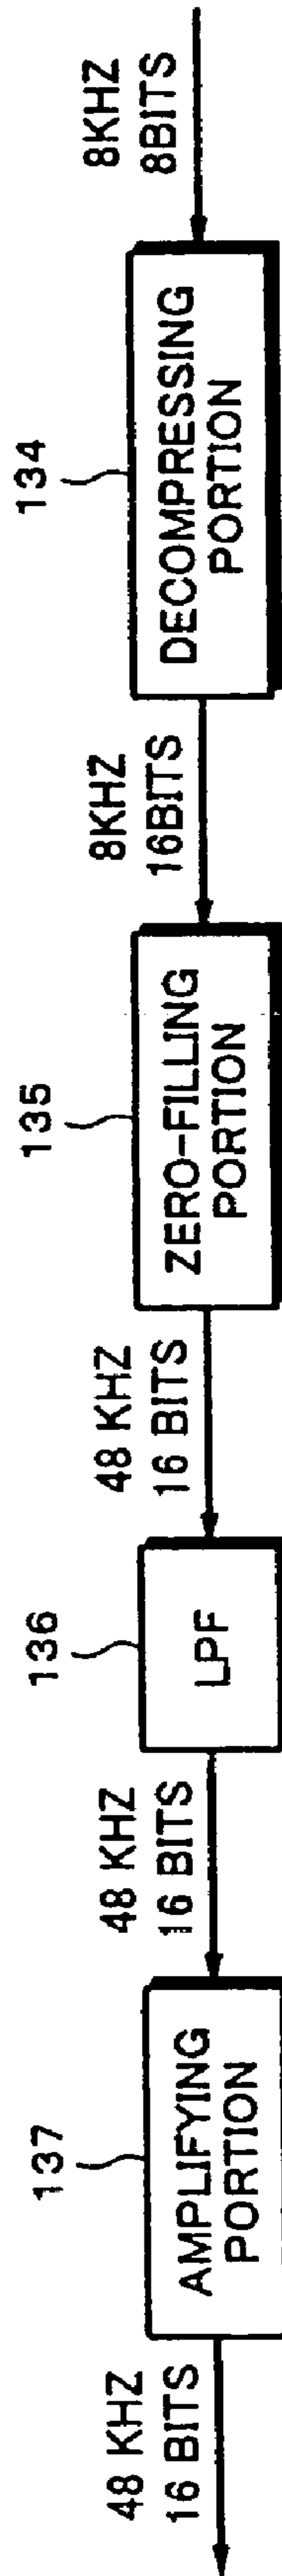 48 KHZ
16 BITS
137
AMPLIFYING
PORTION
48 KHZ
16 BITS
136
LPF
48 KHZ
16 BITS
135
ZERO-FILLING
PORTION
8KHZ
16BITS
134
DECOMPRESSING
PORTION
8KHZ
8BITS